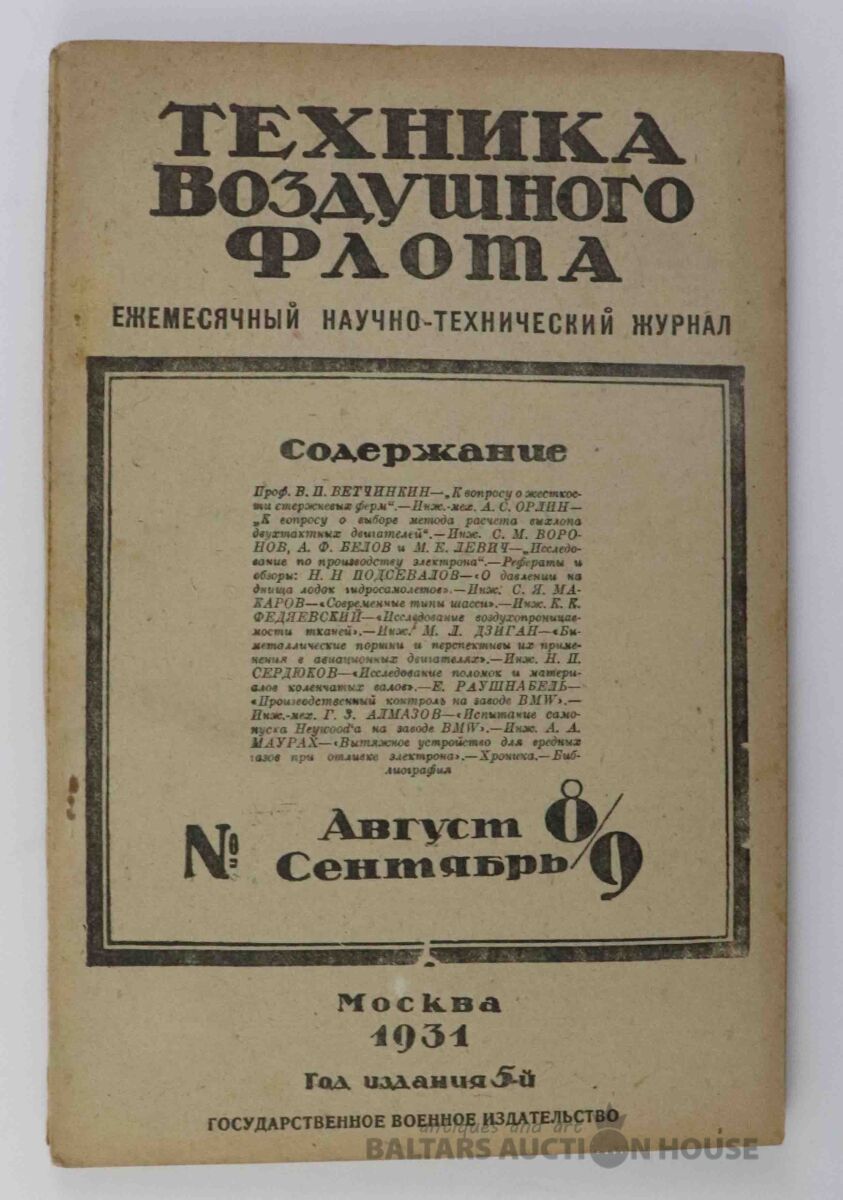 ТЕХНИКА
ВОЗДУШНОГО
ФЛОТА
ЕЖЕМЕСЯЧНЫЙ НАУЧНО-ТЕХНИЧЕСКИЙ ЖУРНАЛ
Содержание
Проф. В. П. ВЕТЧИНКИН—„К вопросу о жесткос-
ти стержневых ферм“.—Инж.-мех. А. С. ОРЛИН—
„К вопросу о выборе метода расчета выхлопа
двухтактных двигателей“.—Инж. С. М. ВОРО-
НОВ, А. Ф. БЕЛОВ и М. Е. ЛЕВИЧ—„Исследо-
вание по производству электрона“.—Рефераты и
обзоры: Н. Н ПОДСЕВАЛОВ—«О давлении на
днища лодок гидросамолетов».—Инж. С. Я. МА-
КАРОВ—«Современные типы шасси».—Инж. К. К.
ФЕДЯЕВСКИЙ—«Исследование воздухопроницае-
мости тканей».—Инж. М. Л. ДЗИГАН—«Би-
металлические поршни и перспективы их приме-
нения в авиационных двигателях».—Инж. Н. П.
СЕРДЮКОВ—«Исследование поломок и матери-
алов коленчатых валов».—Е. РАУШНАБЕЛЬ—
«Производственный контроль на заводе BMW».—
Инж.-мех. Г. З. АЛМАЗОВ—«Испытание само-
пуска Heywood'а на заводе BMW».—Инж. А. А.
МАУРАХ—«Вытяжное устройство для вредных
газов при отливке электрона».—Хроника.—Биб-
лиография
№ Август Сентябрь 8/9
Москва
1931
Год издания 5-й
ГОСУДАРСТВЕННОЕ ВОЕННОЕ ИЗДАТЕЛЬСТВО
antiques and art
BALTARS AUCTION HOUSE